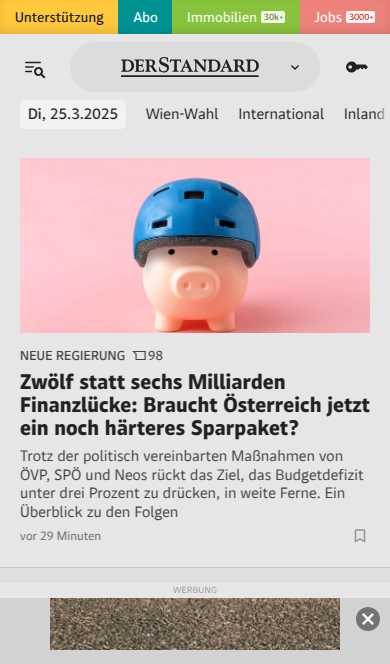 Unterstützung Abo Immobilien 30k+ Jobs 3000+
DERSTANDARD
Di, 25.3.2025 Wien-Wahl International Inland
NEUE REGIERUNG 98
Zwölf statt sechs Milliarden
Finanzlücke: Braucht Österreich jetzt
ein noch härteres Sparpaket?
Trotz der politisch vereinbarten Maßnahmen von
ÖVP, SPÖ und Neos rückt das Ziel, das Budgetdefizit
unter drei Prozent zu drücken, in weite Ferne. Ein
Überblick zu den Folgen
vor 29 Minuten
WERBUNG